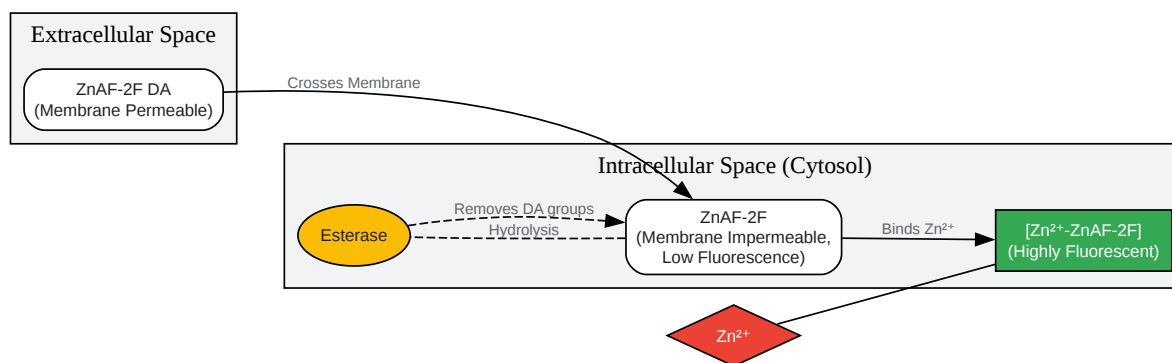 Extracellular Space
ZnAF-2F DA
(Membrane Permeable)
Crosses Membrane
Intracellular Space (Cytosol)
Esterase
Removes DA groups
Hydrolysis
ZnAF-2F
(Membrane Impermeable,
Low Fluorescence)
Binds Zn²⁺
[Zn²⁺-ZnAF-2F]
(Highly Fluorescent)
Zn²⁺